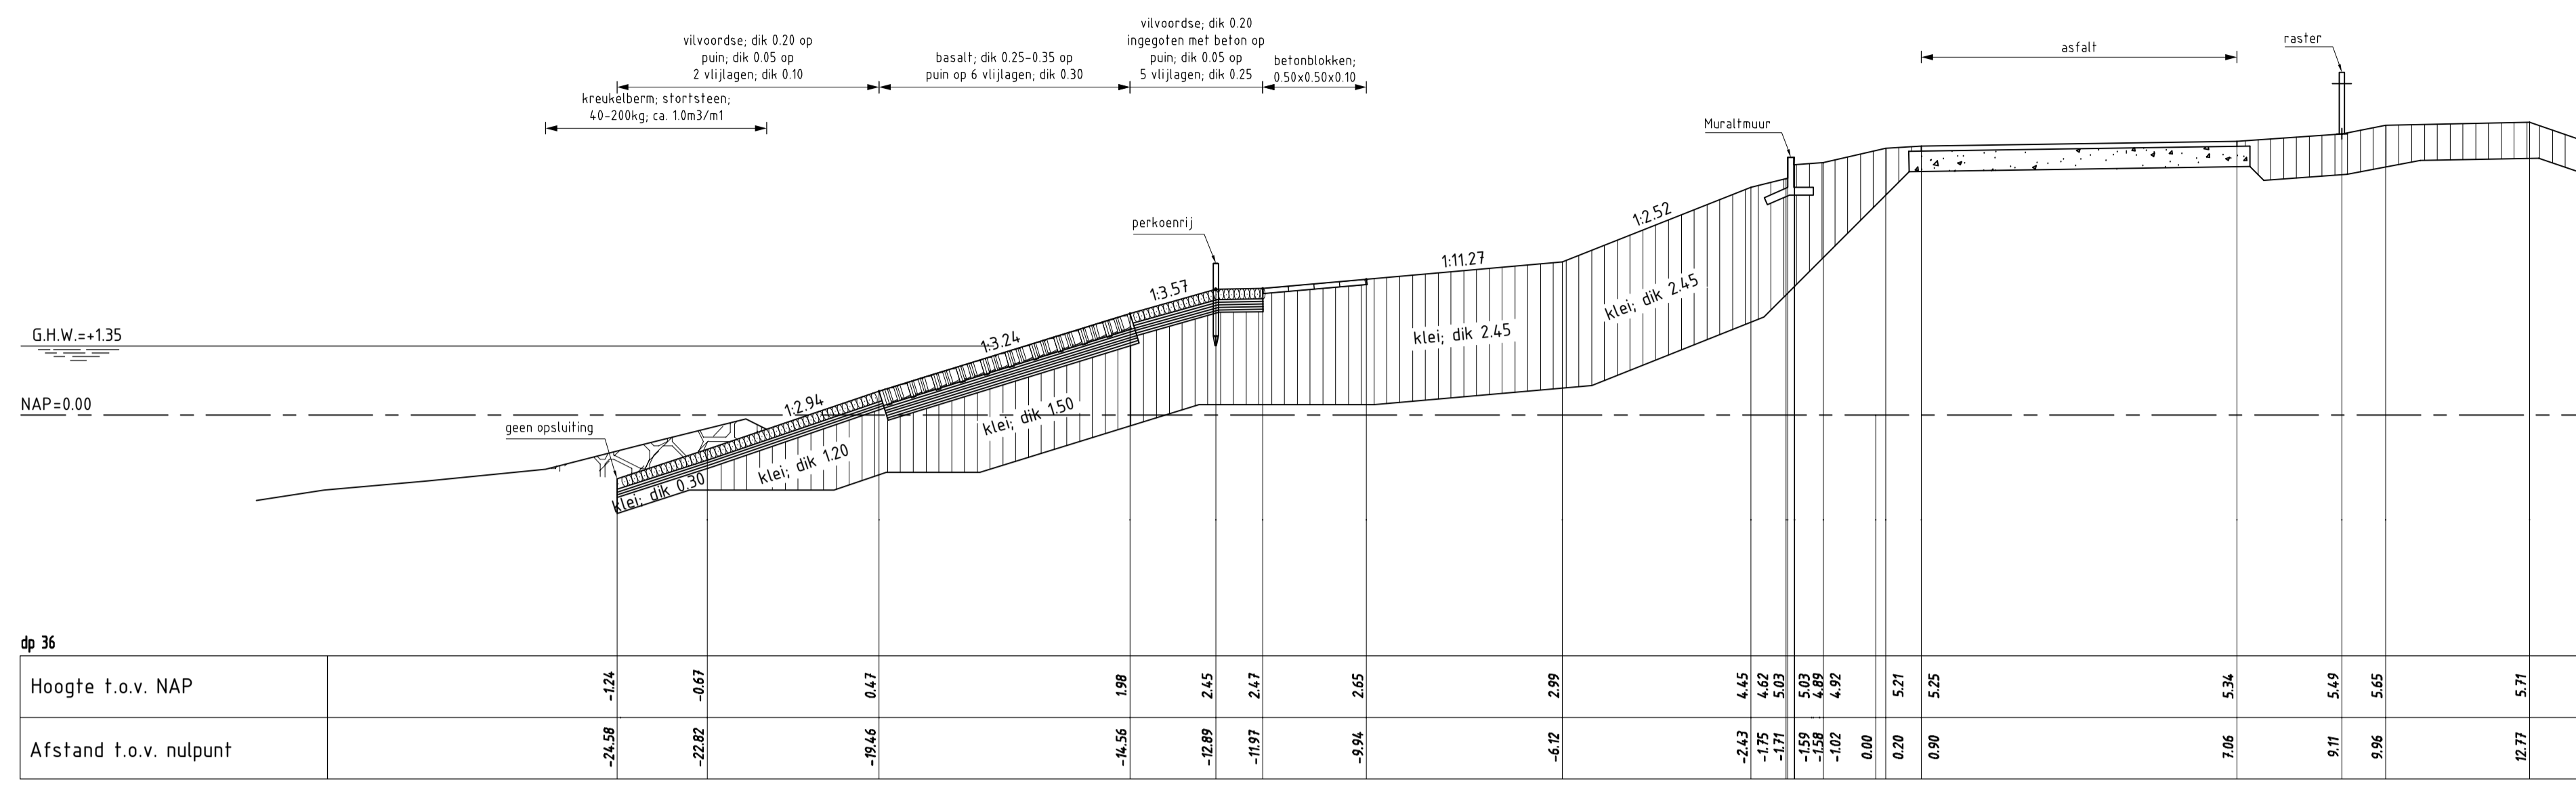 vilvoordse; dik 0.20 op
puin; dik 0.05 op
2 vlijlagen; dik 0.10
basalt; dik 0.25-0.35 op
puin op 6 vlijlagen; dik 0.30
vilvoordse; dik 0.20
ingegoten met beton op
puin; dik 0.05 op
5 vlijlagen; dik 0.25
betonblokken;
0.50x0.50x0.10
asfalt
raster
kreukelberm; stortsteen;
40-200kg; ca. 1.0m3/m1
Muraltmuur
perkoenrij
1:2.52
1:11.27
1:3.57
klei; dik 2.45
klei; dik 2.45
G.H.W.=+1.35
1:3.24
NAP=0.00
1:2.94
geen opsluiting
klei; dik 1.50
klei; dik 1.20
klei; dik 0.30
dp 36
Hoogte t.o.v. NAP -1.24 -0.67 0.47 1.98 2.45 2.47 2.65 2.99 4.45 4.62 5.03 5.03 4.89 4.92 5.21 5.25 5.34 5.49 5.65 5.71
Afstand t.o.v. nulpunt -24.58 -22.82 -19.46 -14.56 -12.89 -11.97 -9.94 -6.12 -2.43 -1.75 -1.71 -1.59 -1.58 -1.02 0.00 0.20 0.90 7.06 9.11 9.96 12.77